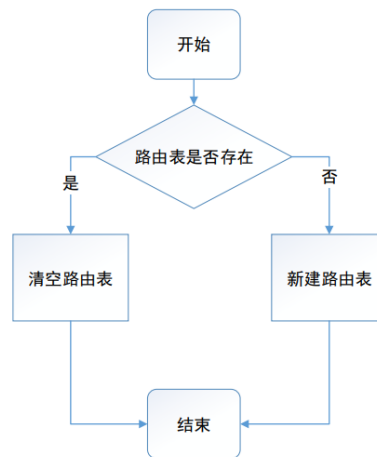 开始
路由表是否存在
是
否
清空路由表
新建路由表
结束